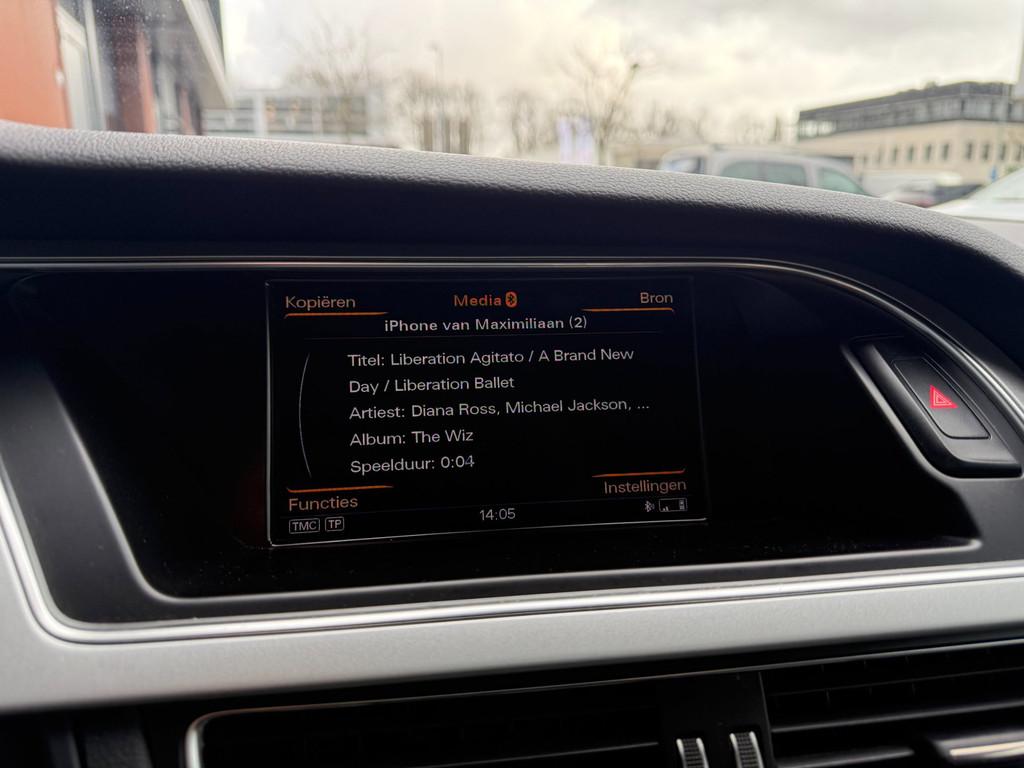 Kopiëren Media Bron
iPhone van Maximiliaan (2)
Titel: Liberation Agitato / A Brand New
Day / Liberation Ballet
Artiest: Diana Ross, Michael Jackson, ...
Album: The Wiz
Speelduur: 0:04
Functies Instellingen
TMC TP 14:05